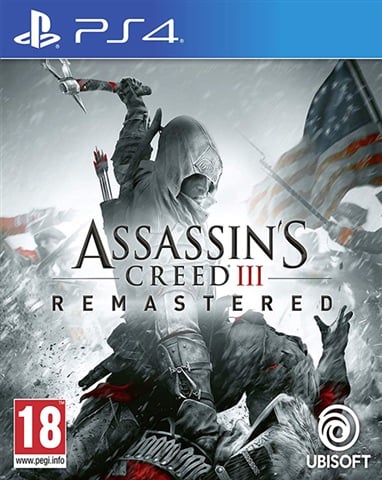 PS4
ASSASSIN'S
CREED III
REMASTERED
18
www.pegi.info
UBISOFT